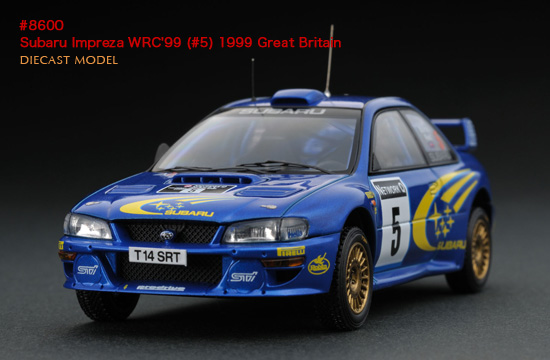 #8600
Subaru Impreza WRC'99 (#5) 1999 Great Britain
DIECAST MODEL
SUBARU
NETWORK Q
5
SUBARU
SUBARU
T14 SRT
PIRELLI
STi
STi